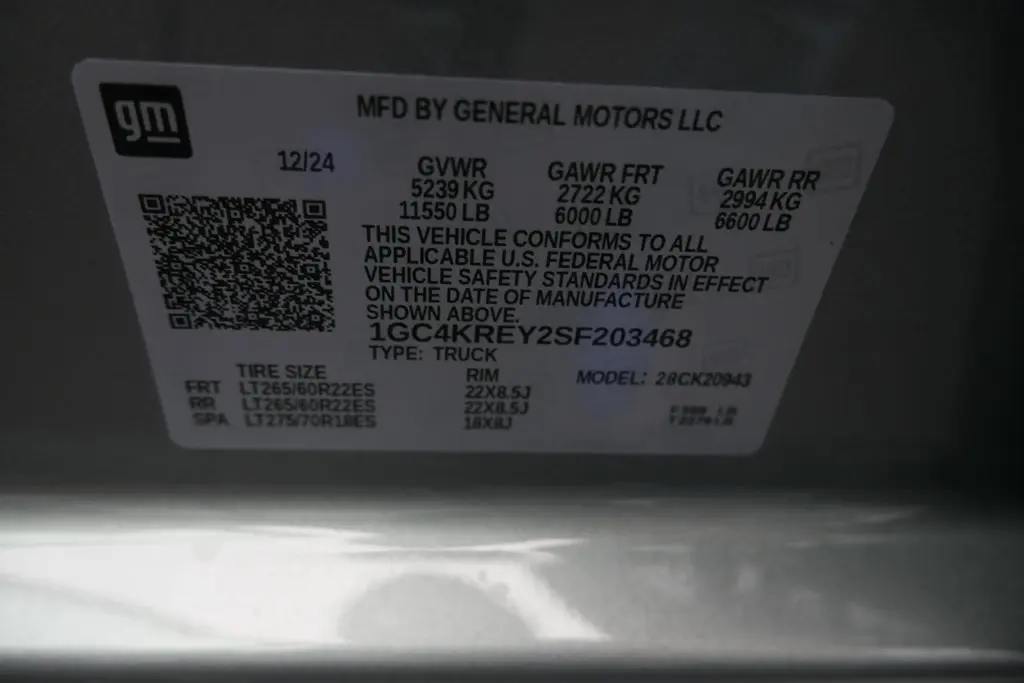 gm
MFD BY GENERAL MOTORS LLC
12/24
GVWR GAWR FRT GAWR RR
5239 KG 2722 KG 2994 KG
11550 LB 6000 LB 6600 LB
THIS VEHICLE CONFORMS TO ALL
APPLICABLE U.S. FEDERAL MOTOR
VEHICLE SAFETY STANDARDS IN EFFECT
ON THE DATE OF MANUFACTURE
SHOWN ABOVE.
1GC4KREY2SF203468
TYPE: TRUCK
TIRE SIZE RIM MODEL: 2BCK20943
FRT LT265/60R22ES 22X8.5J
RR LT265/60R22ES 22X8.5J
SPA LT275/70R18ES 18X8J